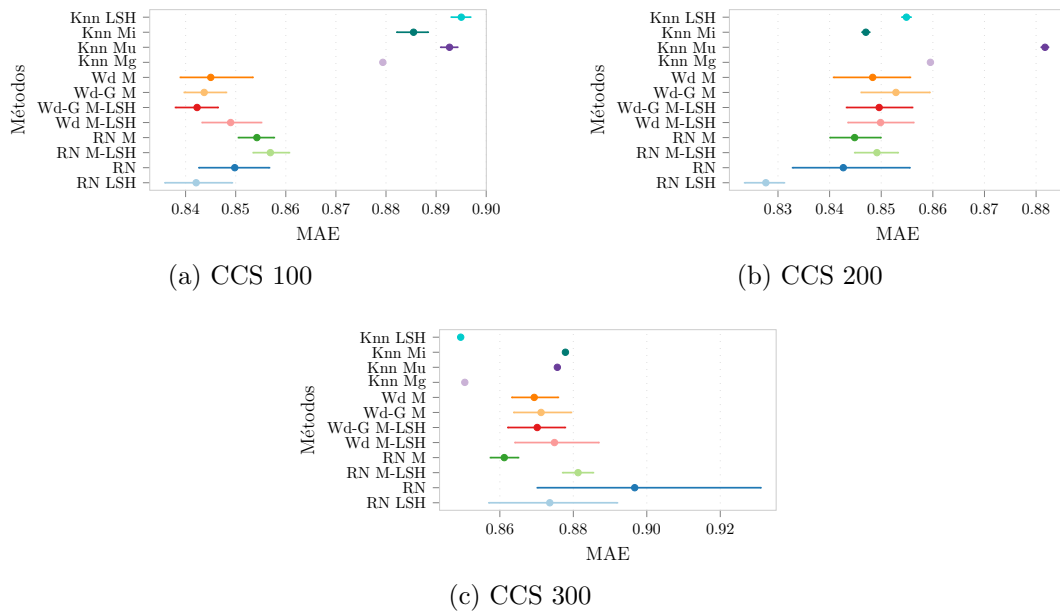 Métodos
Knn LSH
Knn Mi
Knn Mu
Knn Mg
Wd M
Wd-G M
Wd-G M-LSH
Wd M-LSH
RN M
RN M-LSH
RN
RN LSH
0.84 0.85 0.86 0.87 0.88 0.89 0.90
MAE
(a) CCS 100
Métodos
Knn LSH
Knn Mi
Knn Mu
Knn Mg
Wd M
Wd-G M
Wd-G M-LSH
Wd M-LSH
RN M
RN M-LSH
RN
RN LSH
0.83 0.84 0.85 0.86 0.87 0.88
MAE
(b) CCS 200
Métodos
Knn LSH
Knn Mi
Knn Mu
Knn Mg
Wd M
Wd-G M
Wd-G M-LSH
Wd M-LSH
RN M
RN M-LSH
RN
RN LSH
0.86 0.88 0.90 0.92
MAE
(c) CCS 300